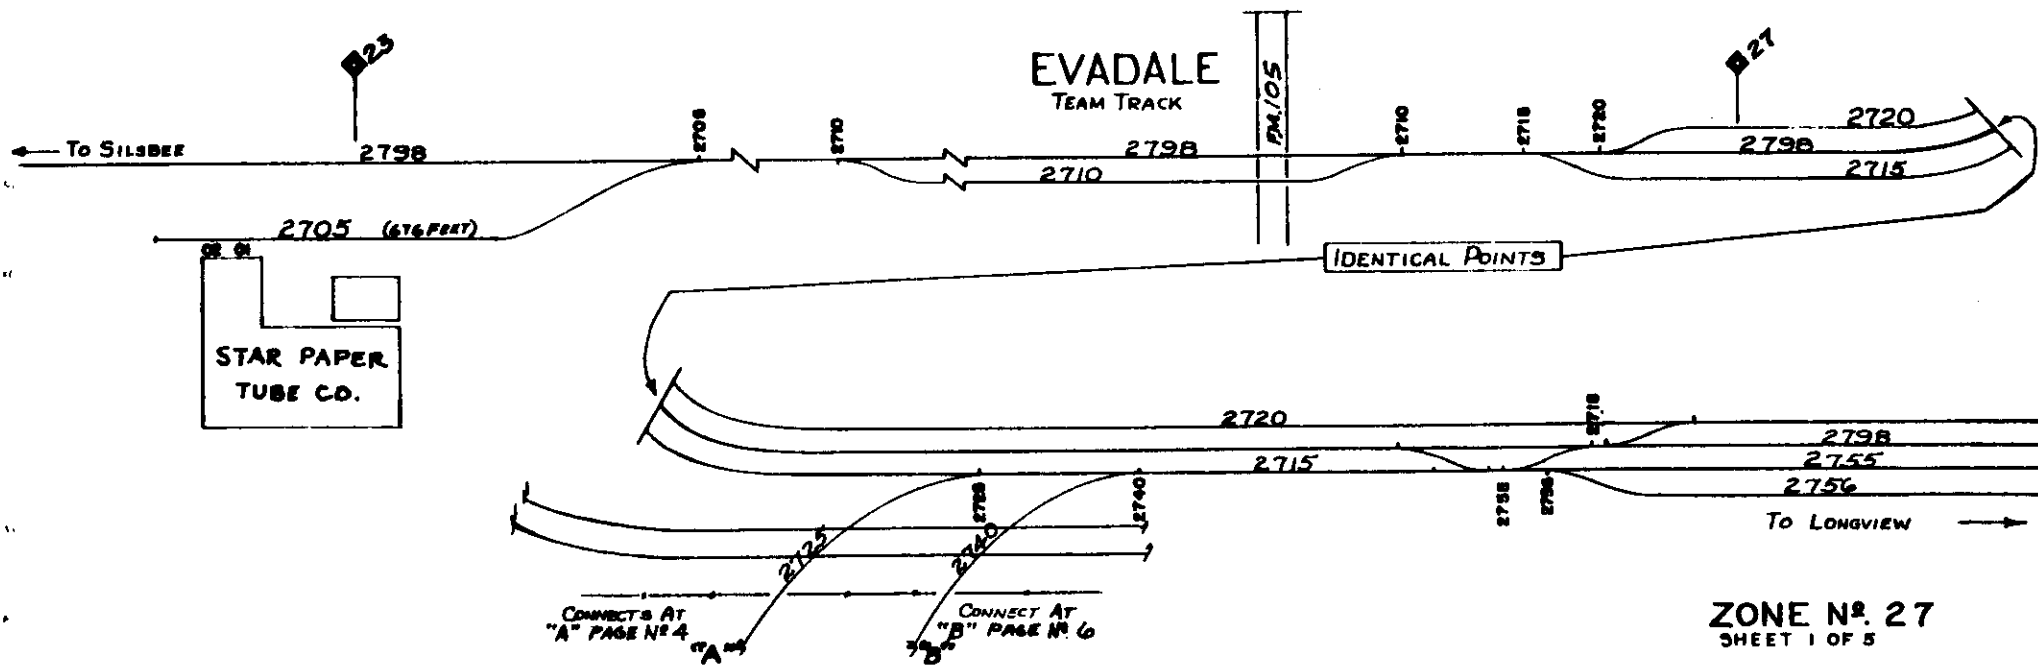 23
EVADALE
TEAM TRACK
F.M. 105
27
← TO SILSBEE
2798
2705
2710
2798
2710
2710
2715
2720
2720
2798
2715
2705 (676 FEET)
02 01
STAR PAPER
TUBE CO.
IDENTICAL POINTS
2720
2715
2715
2798
2755
2756
2725
2740
2755
2756
TO LONGVIEW →
2725
2740
CONNECTS AT
"A" PAGE Nº 4
"A"
CONNECT AT
"B" PAGE Nº 6
"B"
ZONE Nº. 27
SHEET 1 OF 5